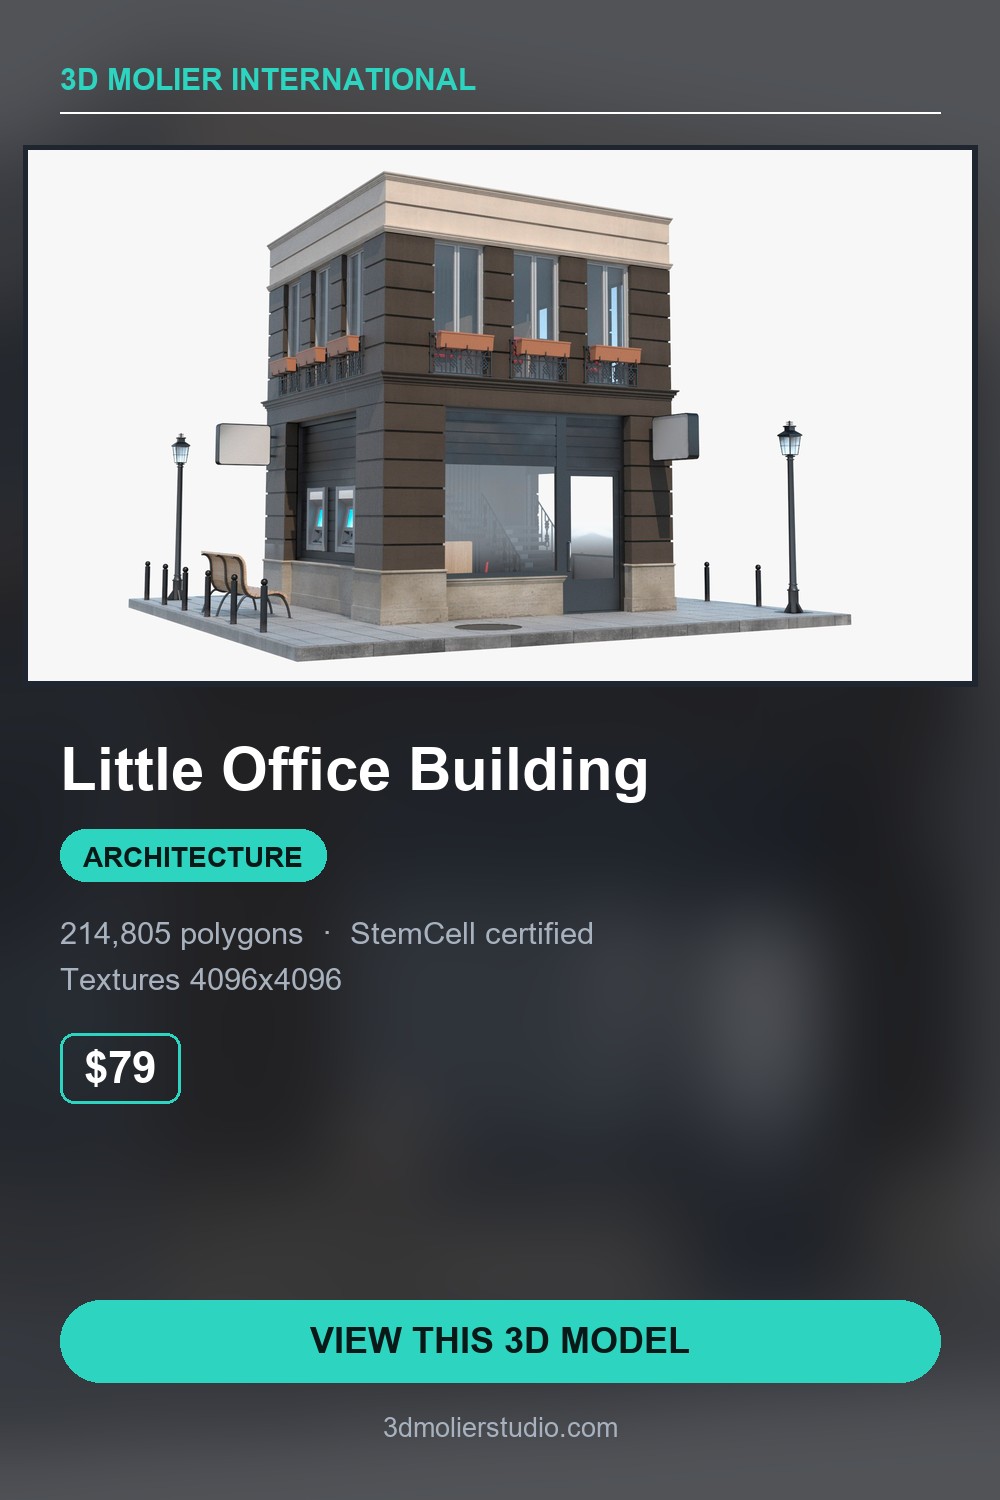 3D MOLIER INTERNATIONAL
Little Office Building
ARCHITECTURE
214,805 polygons · StemCell certified
Textures 4096x4096
$79
VIEW THIS 3D MODEL
3dmolierstudio.com